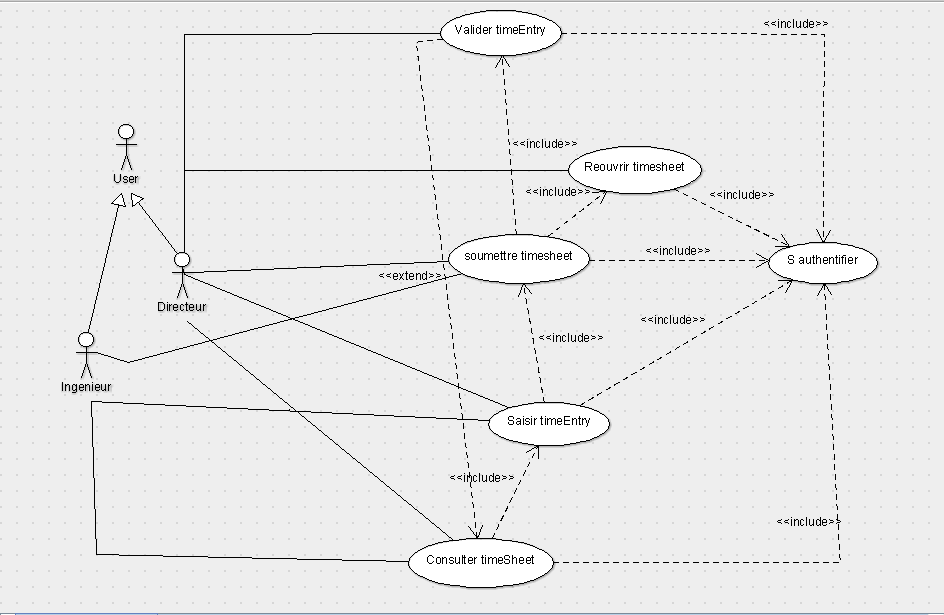 <<include>>
Valider timeEntry
<<include>>
Reouvrir timesheet
User
<<include>>
<<include>>
soumettre timesheet
<<include>>
S authentifier
<<extend>>
Directeur
<<include>>
<<include>>
Ingenieur
Saisir timeEntry
<<include>>
<<include>>
Consulter timeSheet